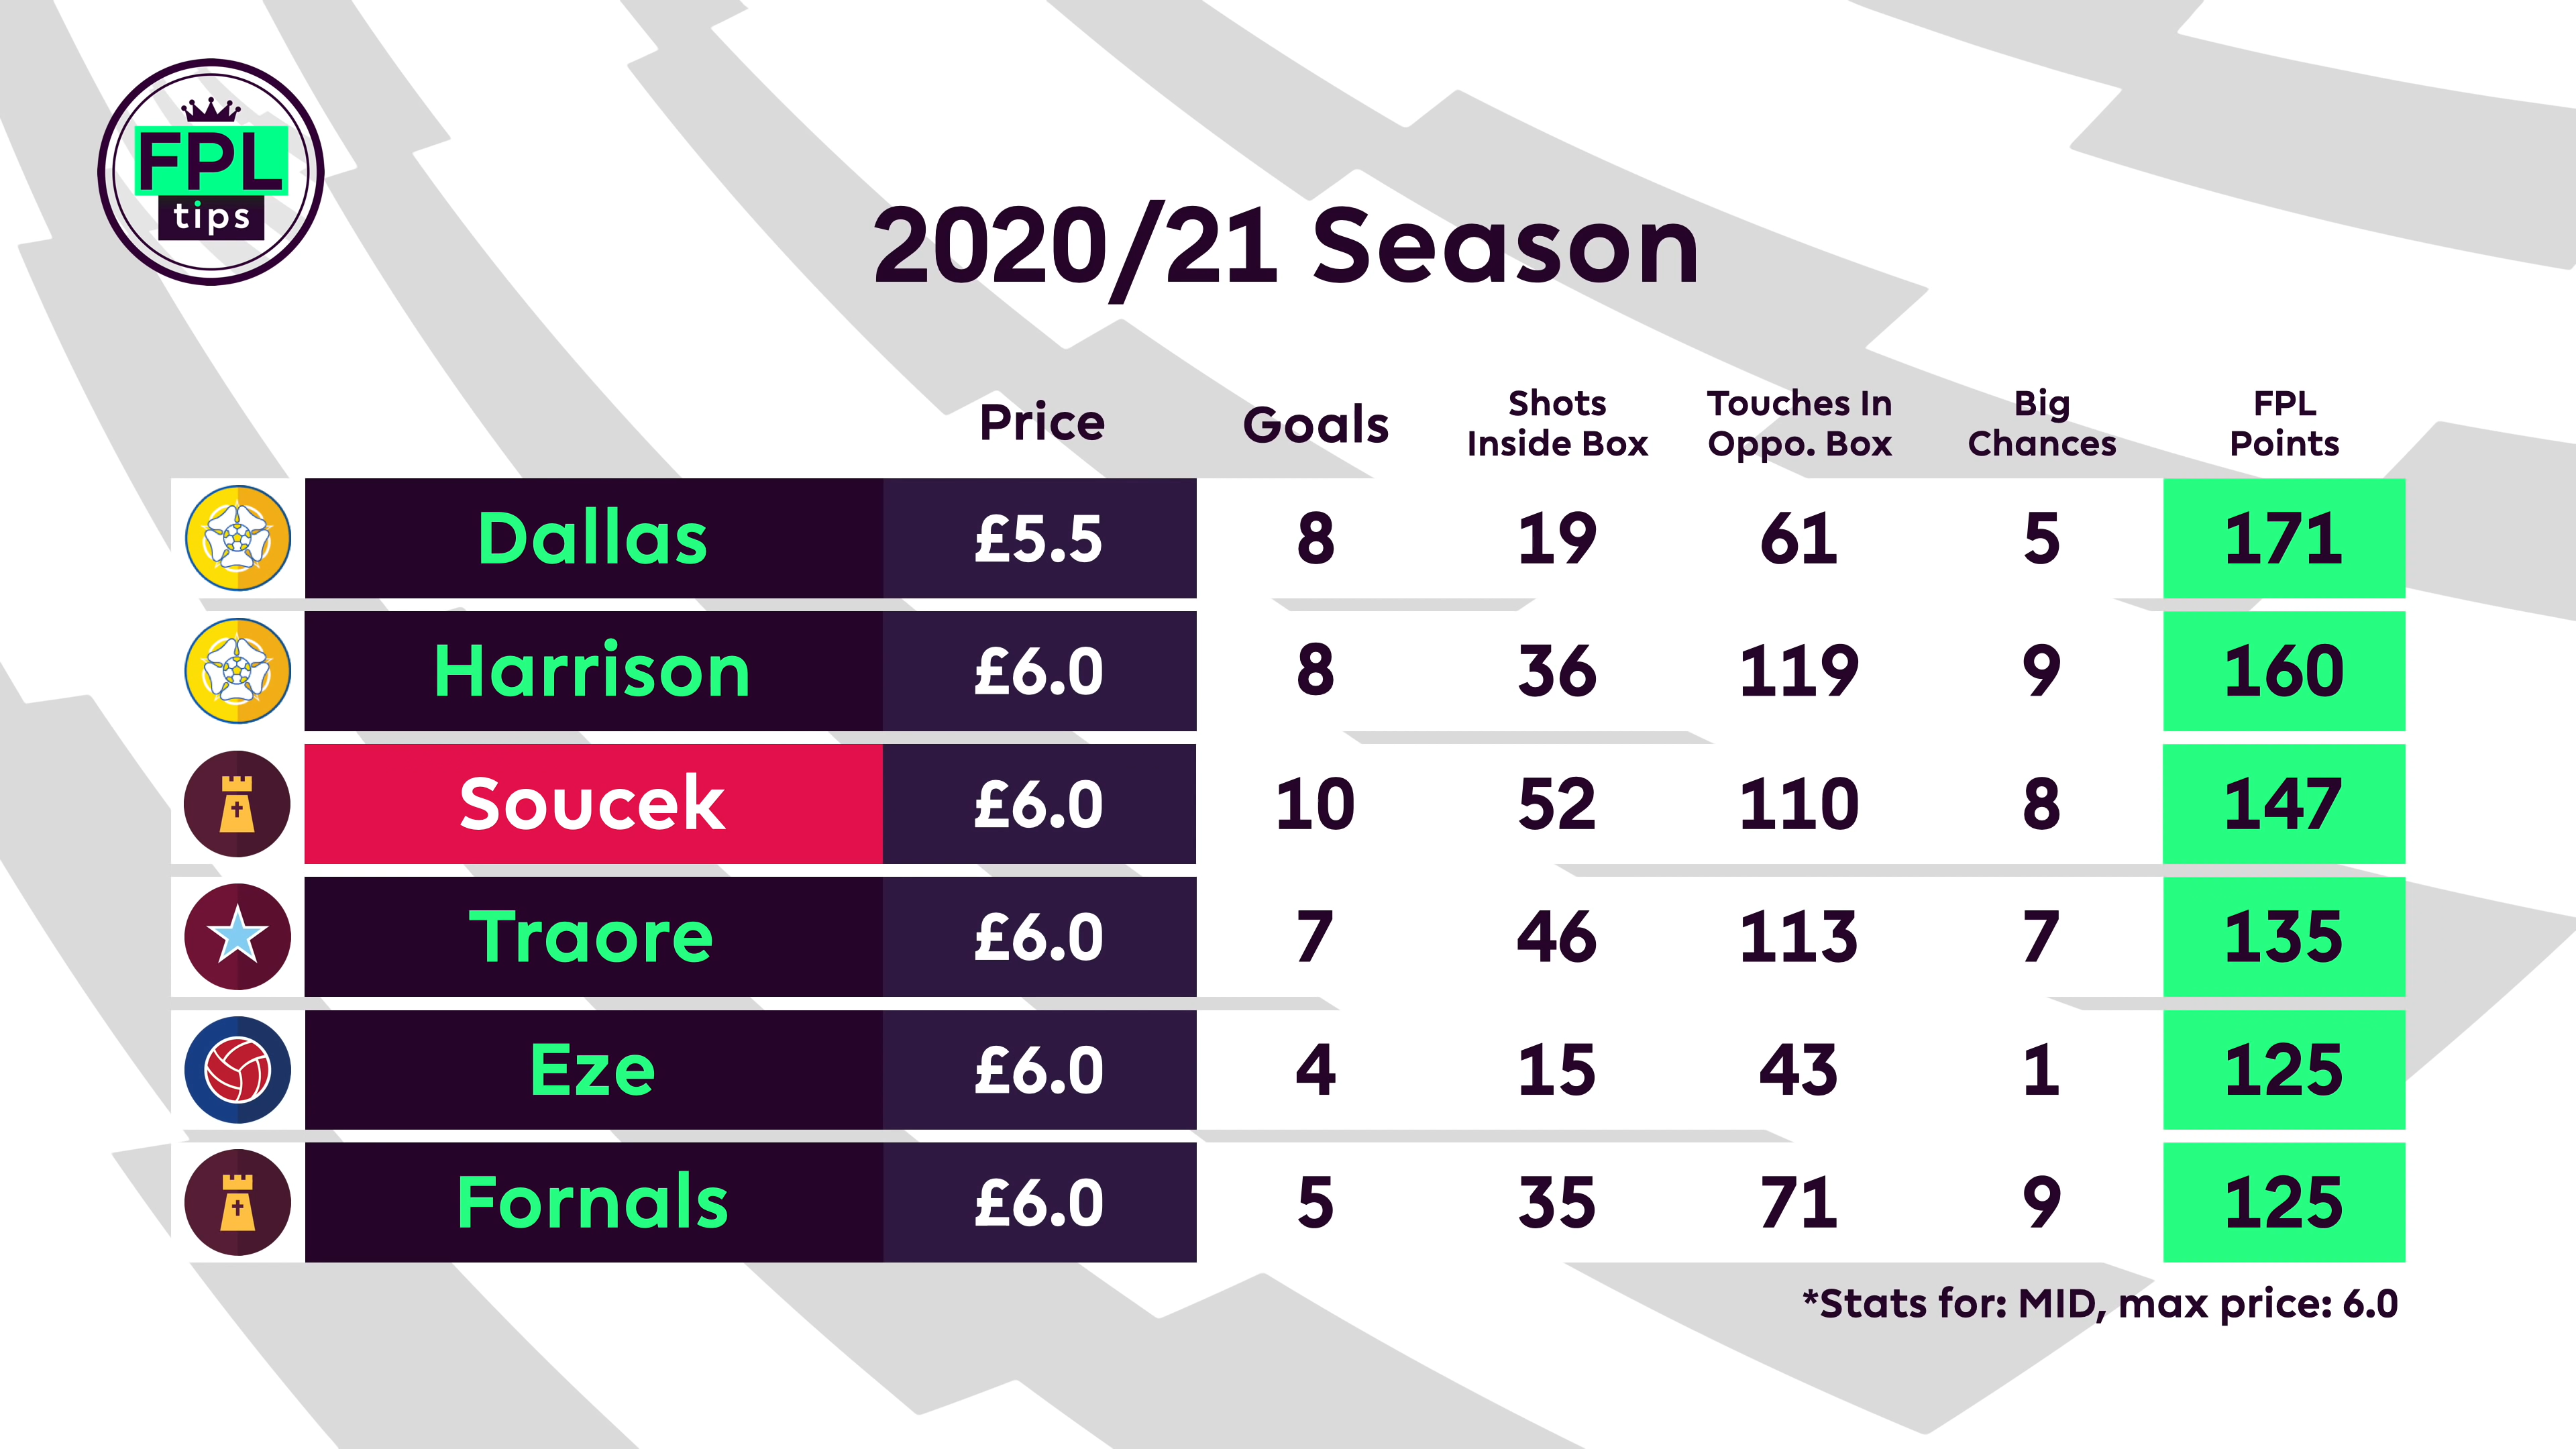 FPL
tips
2020/21 Season
Price Goals Shots Inside Box Touches In Oppo. Box Big Chances FPL Points
Dallas £5.5 8 19 61 5 171
Harrison £6.0 8 36 119 9 160
Soucek £6.0 10 52 110 8 147
Traore £6.0 7 46 113 7 135
Eze £6.0 4 15 43 1 125
Fornals £6.0 5 35 71 9 125
*Stats for: MID, max price: 6.0